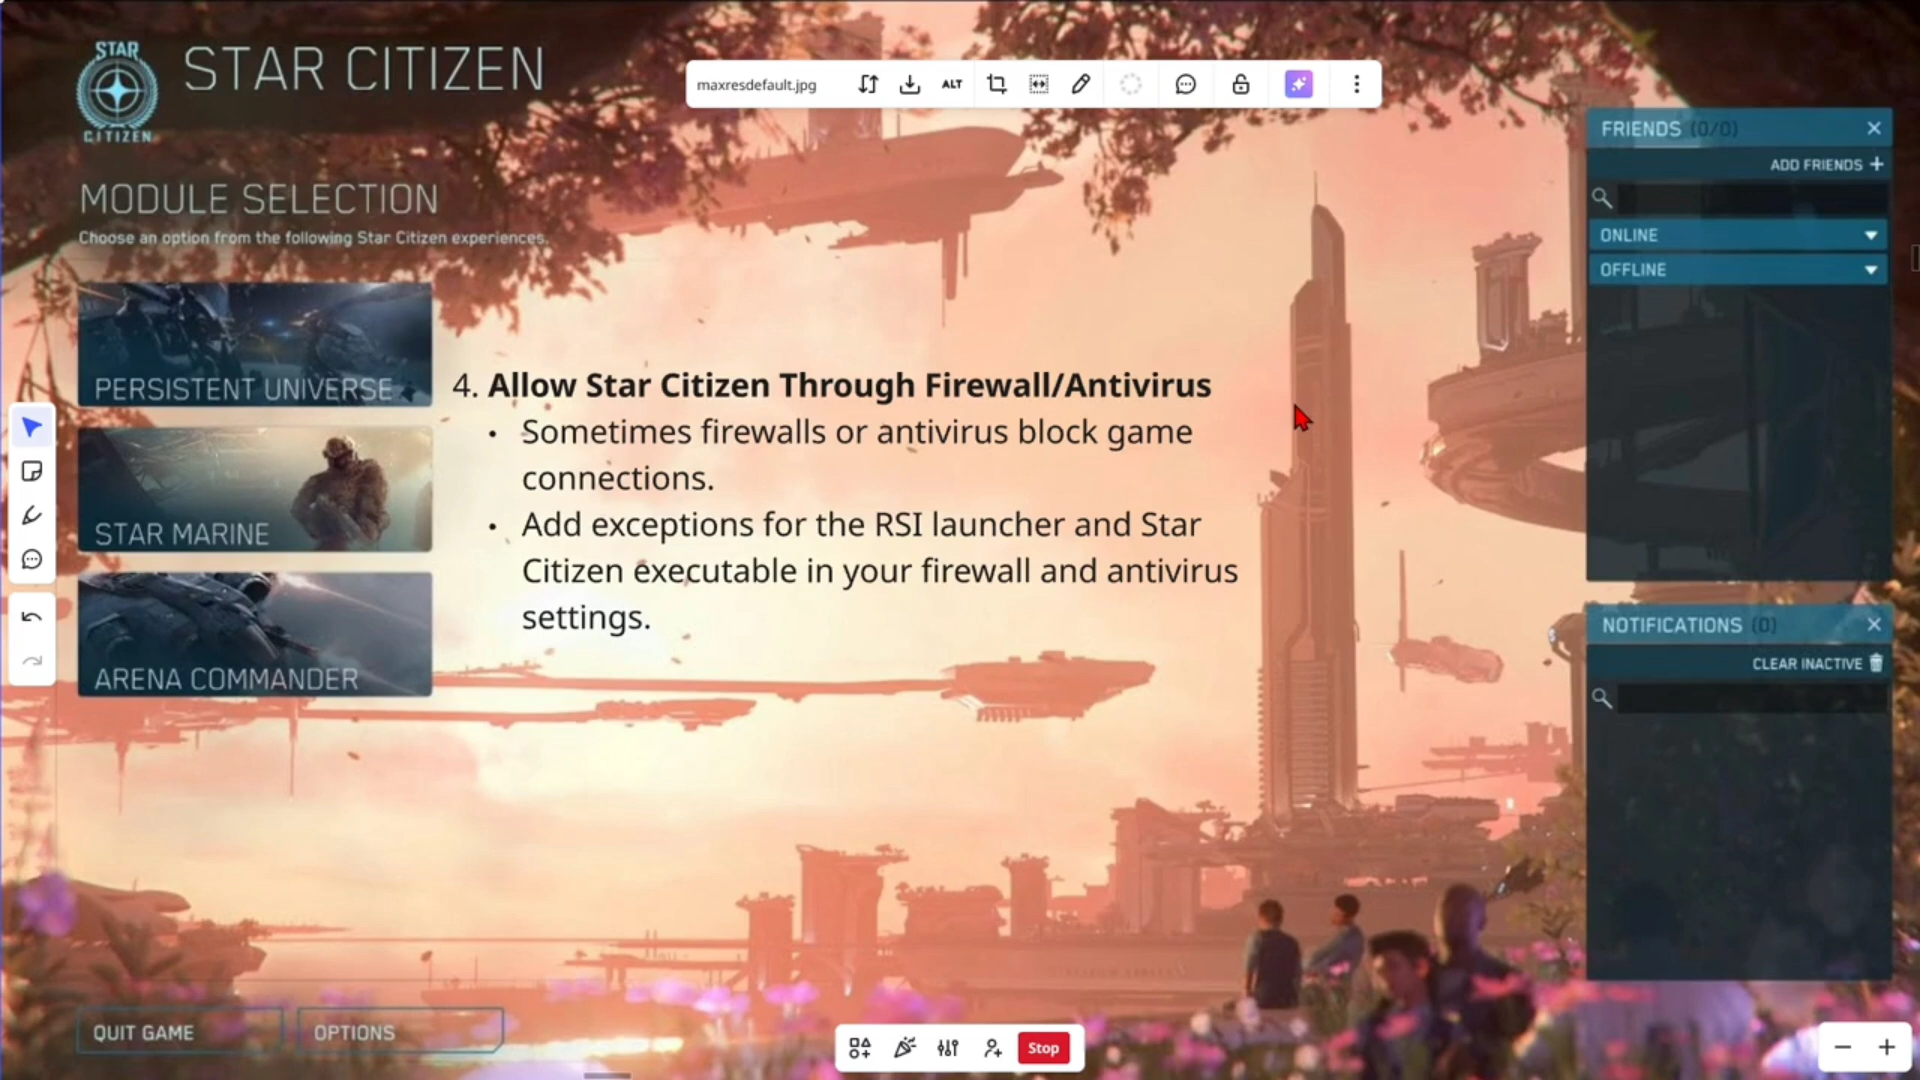 STAR
CITIZEN
STAR CITIZEN
maxresdefault.jpg
ALT
MODULE SELECTION
Choose an option from the following Star Citizen experiences.
PERSISTENT UNIVERSE
STAR MARINE
ARENA COMMANDER
4. Allow Star Citizen Through Firewall/Antivirus
• Sometimes firewalls or antivirus block game
connections.
• Add exceptions for the RSI launcher and Star
Citizen executable in your firewall and antivirus
settings.
FRIENDS (0/0)
ADD FRIENDS +
ONLINE
OFFLINE
NOTIFICATIONS (0)
CLEAR INACTIVE
QUIT GAME
OPTIONS
Stop